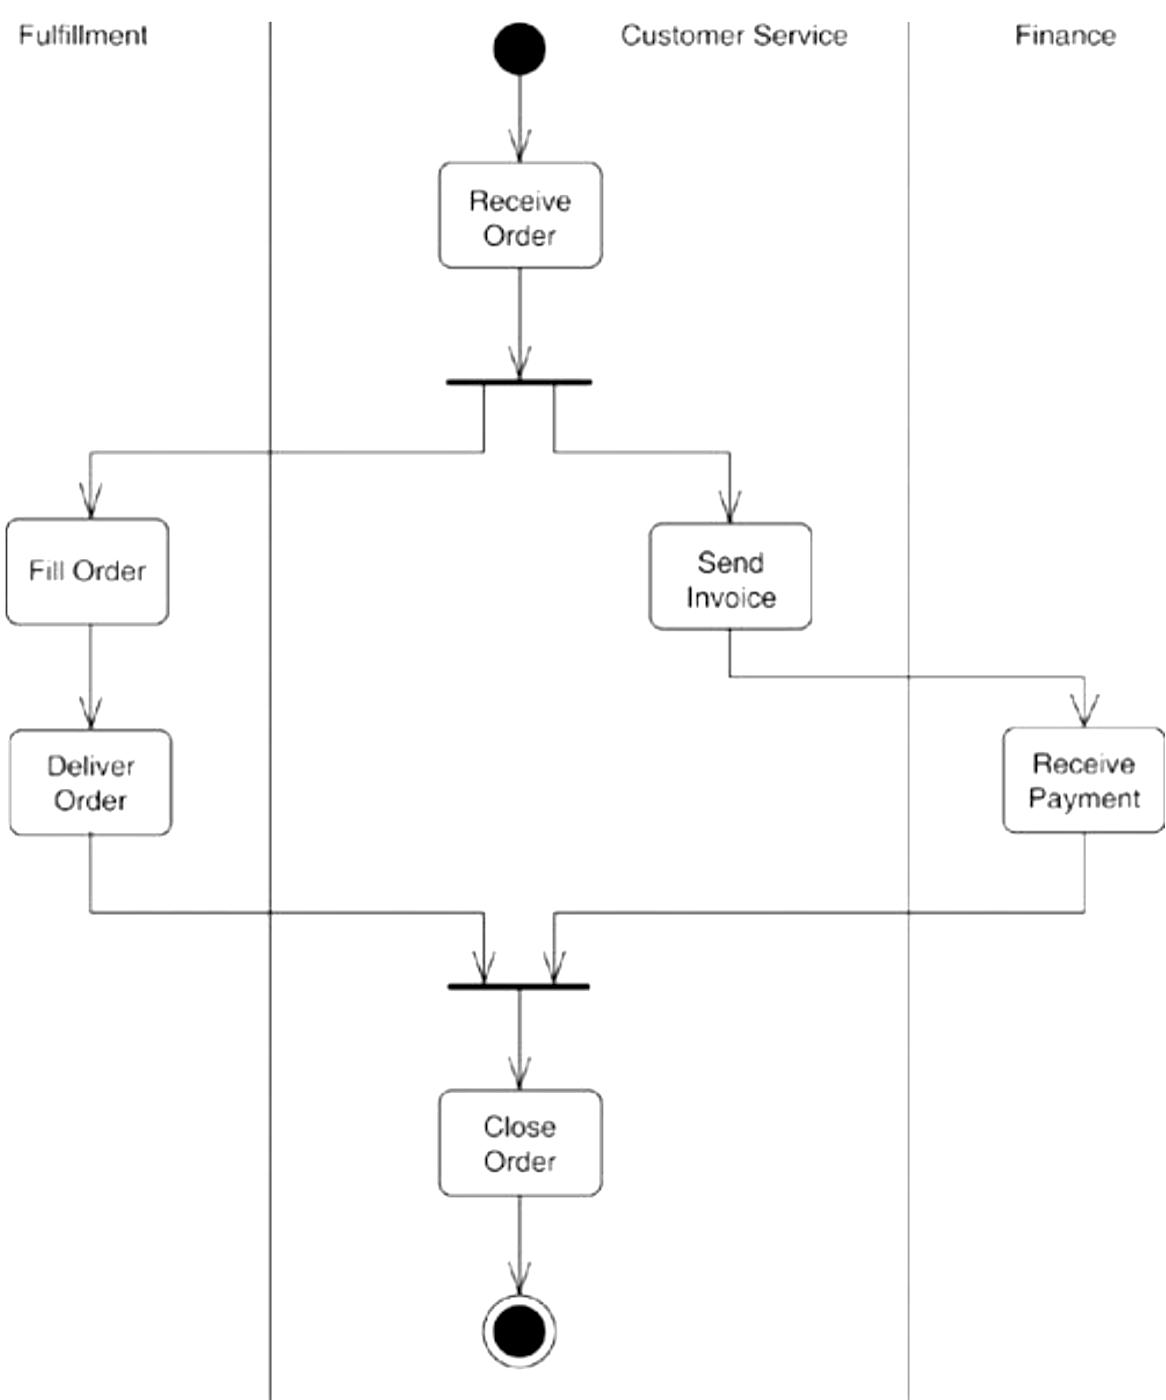 Fulfillment
Customer Service
Finance
Receive
Order
Fill Order
Send
Invoice
Deliver
Order
Receive
Payment
Close
Order